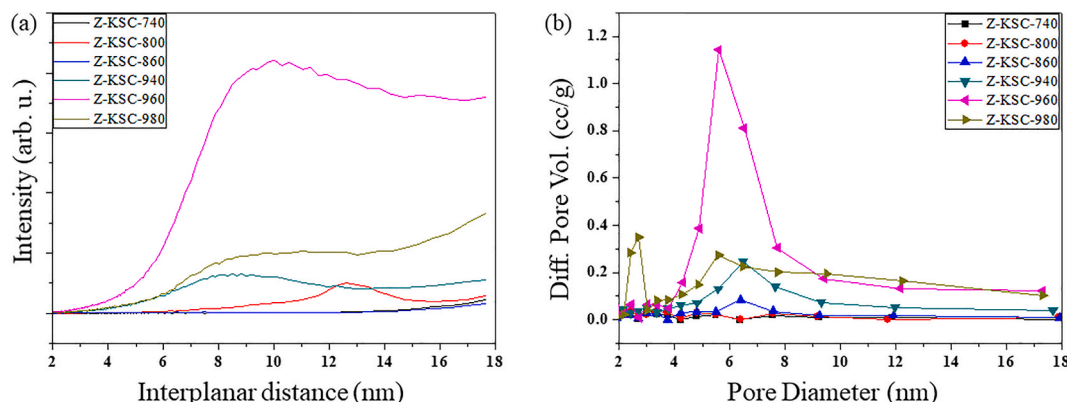 (a)
Z-KSC-740
Z-KSC-800
Z-KSC-860
Z-KSC-940
Z-KSC-960
Z-KSC-980
Intensity (arb. u.)
2 4 6 8 10 12 14 16 18
Interplanar distance (nm)
(b)
Z-KSC-740
Z-KSC-800
Z-KSC-860
Z-KSC-940
Z-KSC-960
Z-KSC-980
Diff. Pore Vol. (cc/g)
1.2
1.0
0.8
0.6
0.4
0.2
0.0
2 4 6 8 10 12 14 16 18
Pore Diameter (nm)